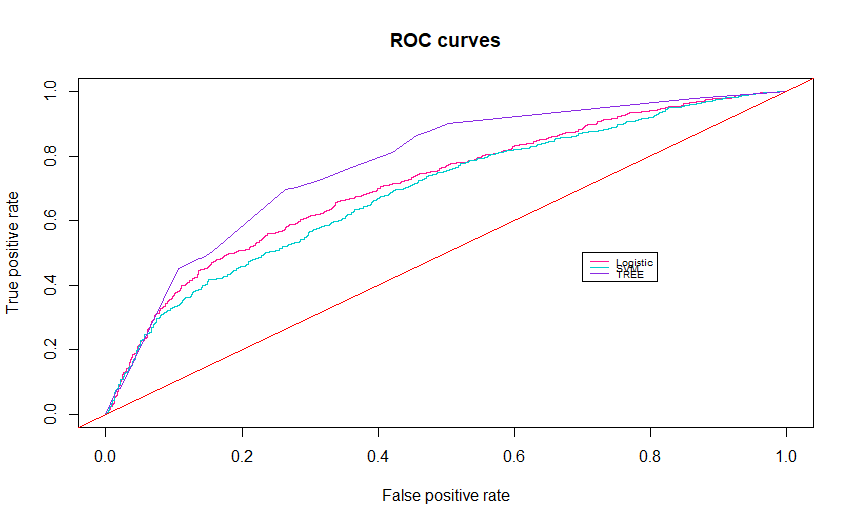 ROC curves
True positive rate
1.0
0.8
0.6
0.4
0.2
0.0
Logistic
SVM
TREE
0.0 0.2 0.4 0.6 0.8 1.0
False positive rate